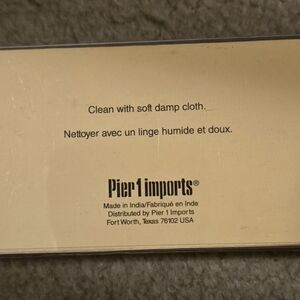 Clean with soft damp cloth.
Nettoyer avec un linge humide et doux.
Pier 1 imports®
Made in India/Fabriqué en Inde
Distributed by Pier 1 Imports
Fort Worth, Texas 76102 USA